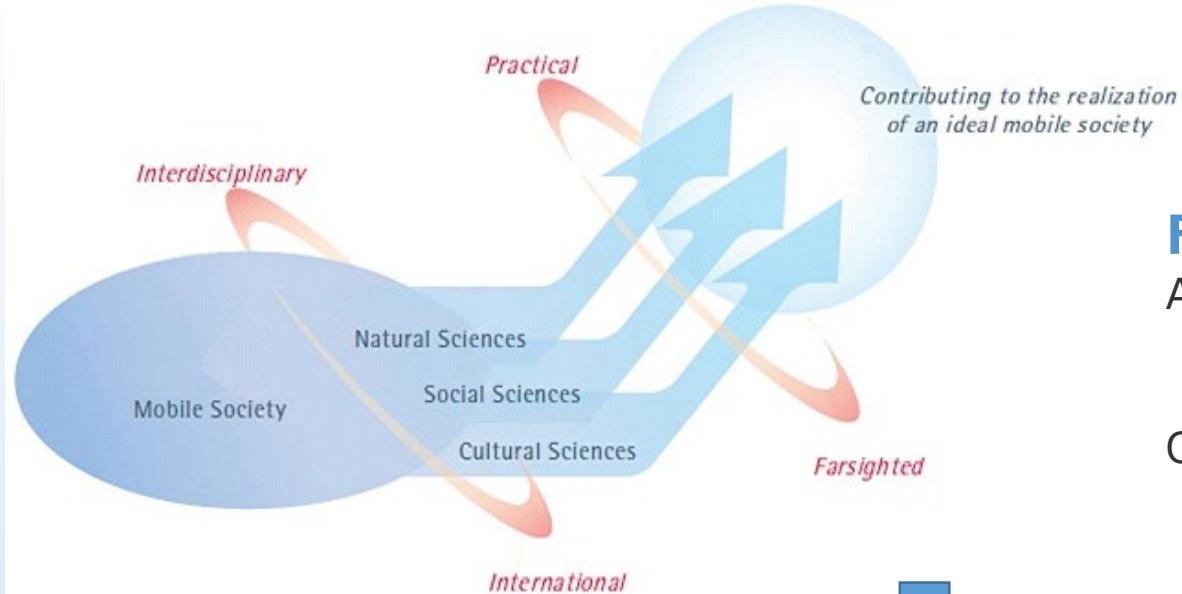 Practical
Contributing to the realization
of an ideal mobile society
Interdisciplinary
Natural Sciences
Social Sciences
Mobile Society
Cultural Sciences
Farsighted
International